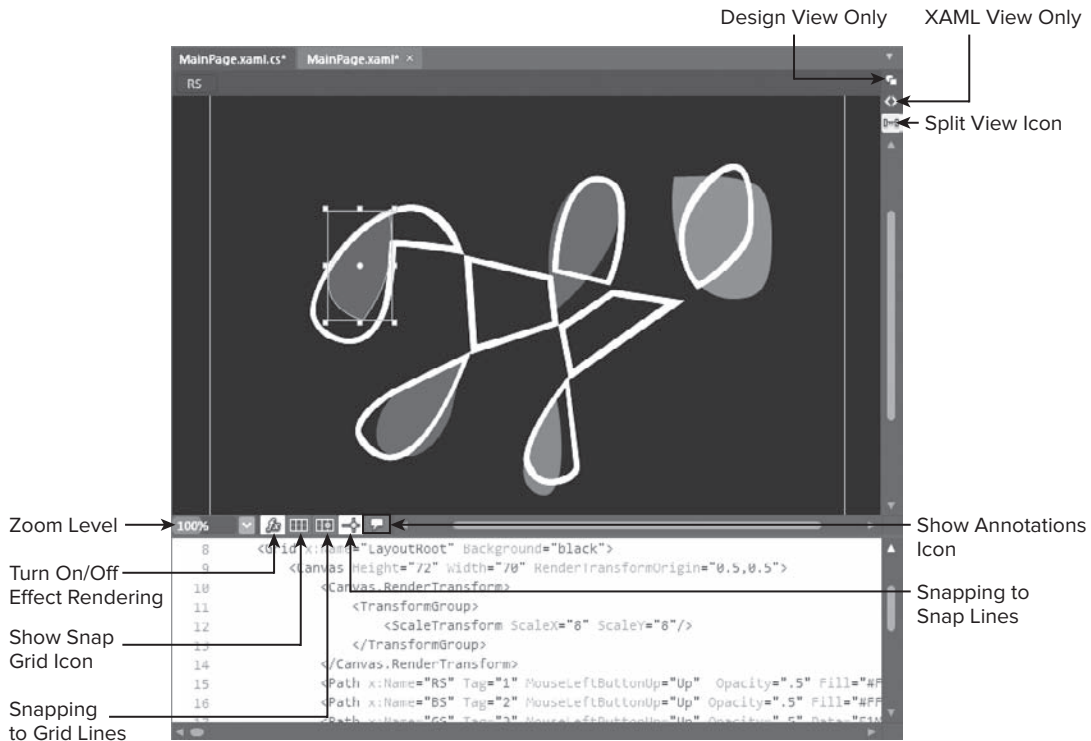 Design View Only
XAML View Only
MainPage.xaml.cs*
MainPage.xaml* ×
RS
Split View Icon
Zoom Level
100%
Show Annotations
Icon
Turn On/Off
Effect Rendering
Snapping to
Snap Lines
Show Snap
Grid Icon
Snapping
to Grid Lines
8 <Grid x:Name="LayoutRoot" Background="black">
9 <Canvas Height="72" Width="70" RenderTransformOrigin="0.5,0.5">
10 <Canvas.RenderTransform>
11 <TransformGroup>
12 <ScaleTransform ScaleX="8" ScaleY="8"/>
13 </TransformGroup>
14 </Canvas.RenderTransform>
15 <Path x:Name="RS" Tag="1" MouseLeftButtonUp="Up" Opacity=".5" Fill="#F
16 <Path x:Name="BS" Tag="2" MouseLeftButtonUp="Up" Opacity=".5" Fill="#FF